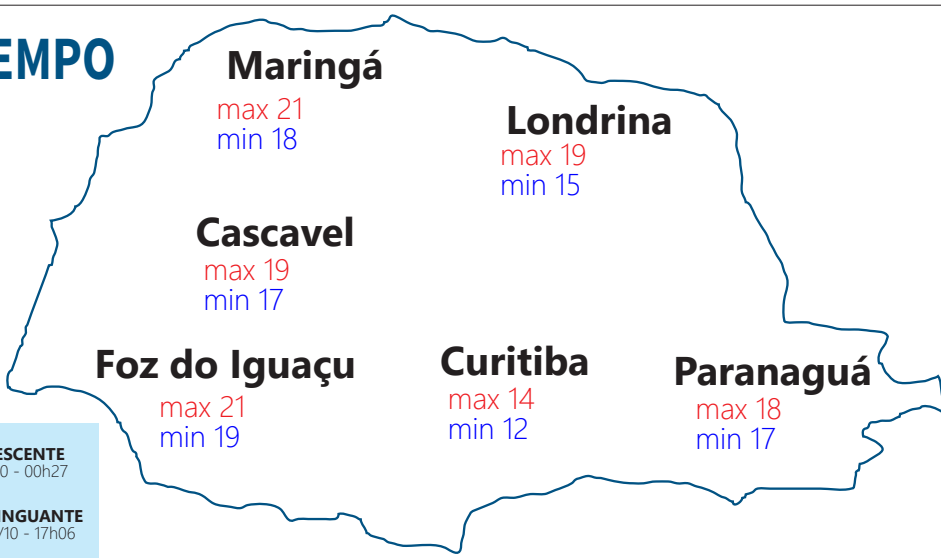 EMPO
Maringá
max 21
min 18
Londrina
max 19
min 15
Cascavel
max 19
min 17
Foz do Iguaçu
max 21
min 19
Curitiba
max 14
min 12
Paranaguá
max 18
min 17
ESCENTE
0 - 00h27
INGUANTE
/10 - 17h06